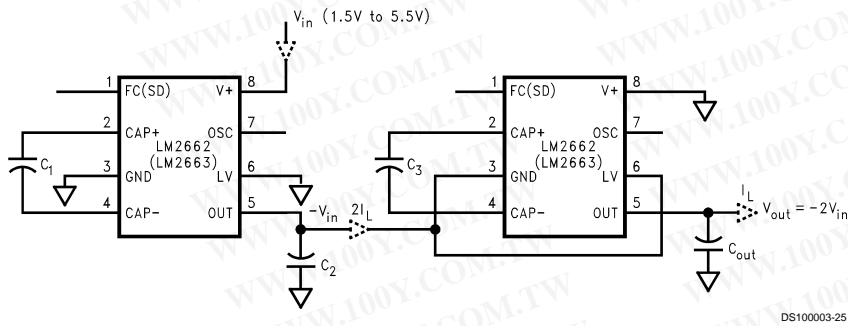 V_in (1.5V to 5.5V)
1 FC(SD) V+ 8
2 CAP+ OSC 7
LM2662
(LM2663)
3 GND LV 6
4 CAP- OUT 5
C_1
-V_in
2I_L
C_2
1 FC(SD) V+ 8
2 CAP+ OSC 7
LM2662
(LM2663)
3 GND LV 6
4 CAP- OUT 5
C_3
I_L
V_out = -2V_in
C_out
DS100003-25
WWW.100Y.COM.TW